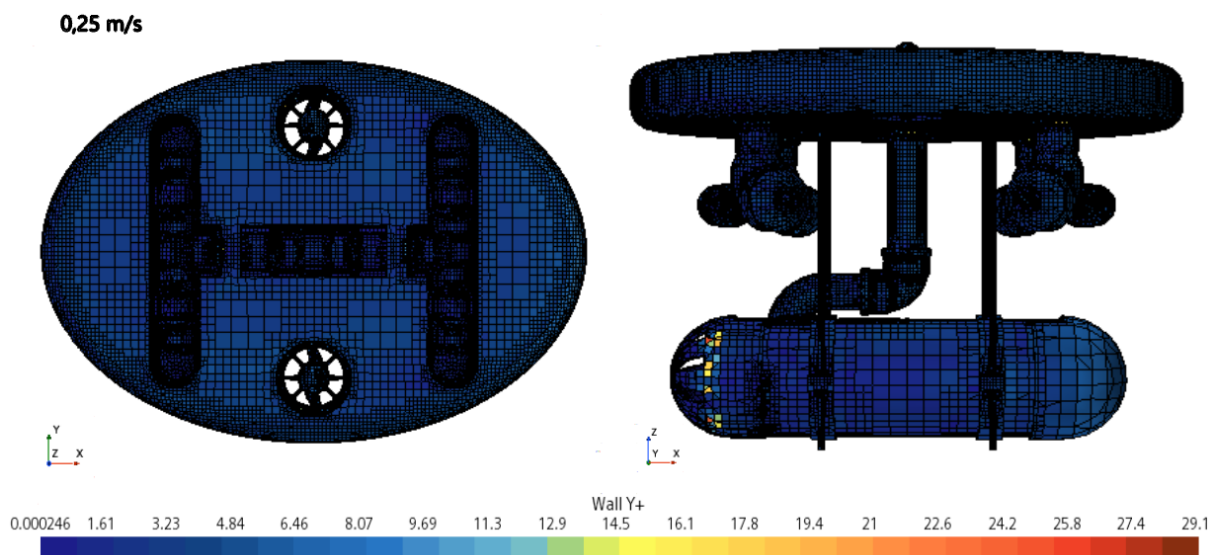 0,25 m/s
Y
Z X
Z
Y X
Wall Y+
0.000246 1.61 3.23 4.84 6.46 8.07 9.69 11.3 12.9 14.5 16.1 17.8 19.4 21 22.6 24.2 25.8 27.4 29.1